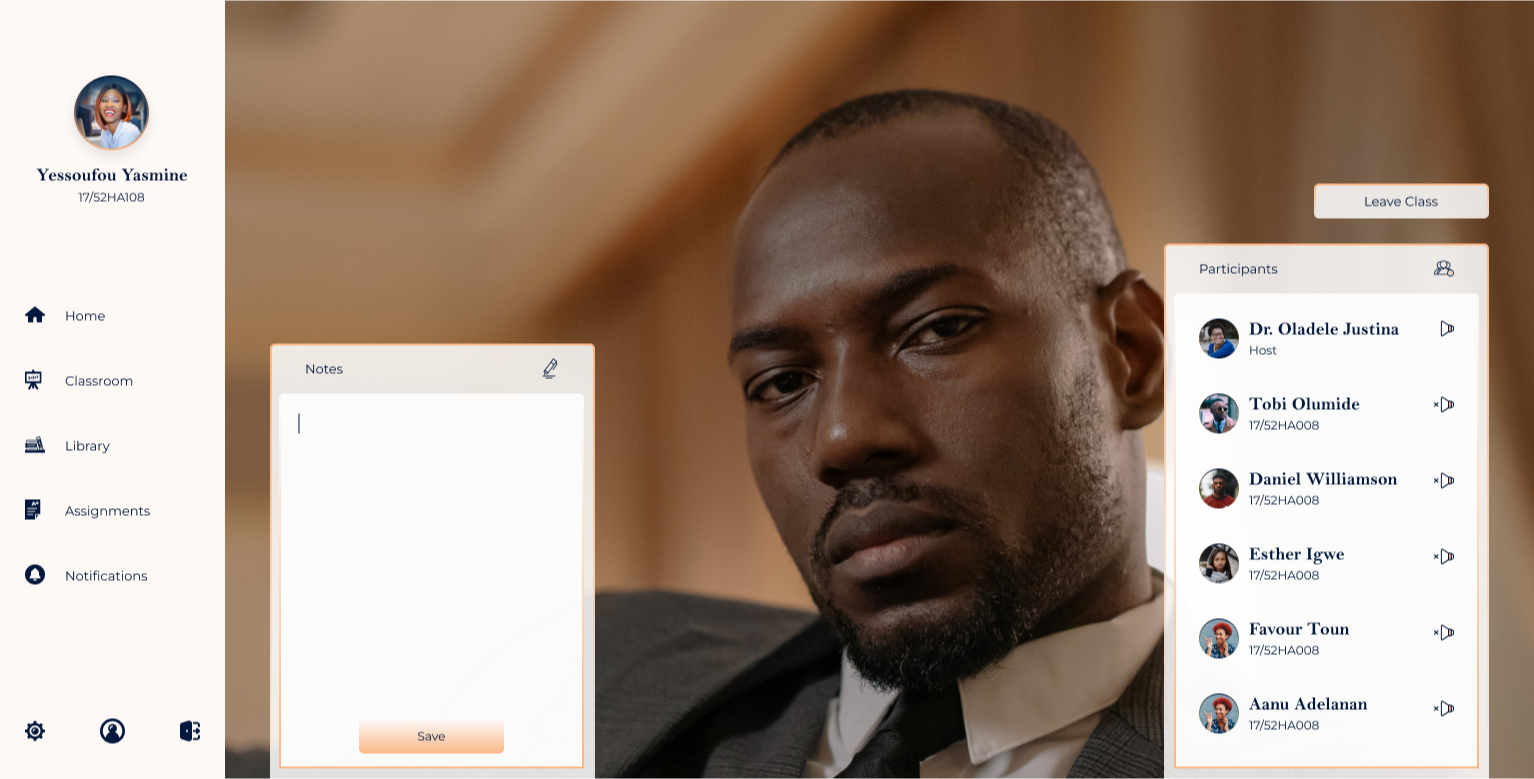 Yessoufou Yasmine
17/52HA108
Home
Classroom
Library
Assignments
Notifications
Notes
Save
Leave Class
Participants
Dr. Oladele Justina
Host
Tobi Olumide
17/52HA008
Daniel Williamson
17/52HA008
Esther Igwe
17/52HA008
Favour Toun
17/52HA008
Aanu Adelanan
17/52HA008